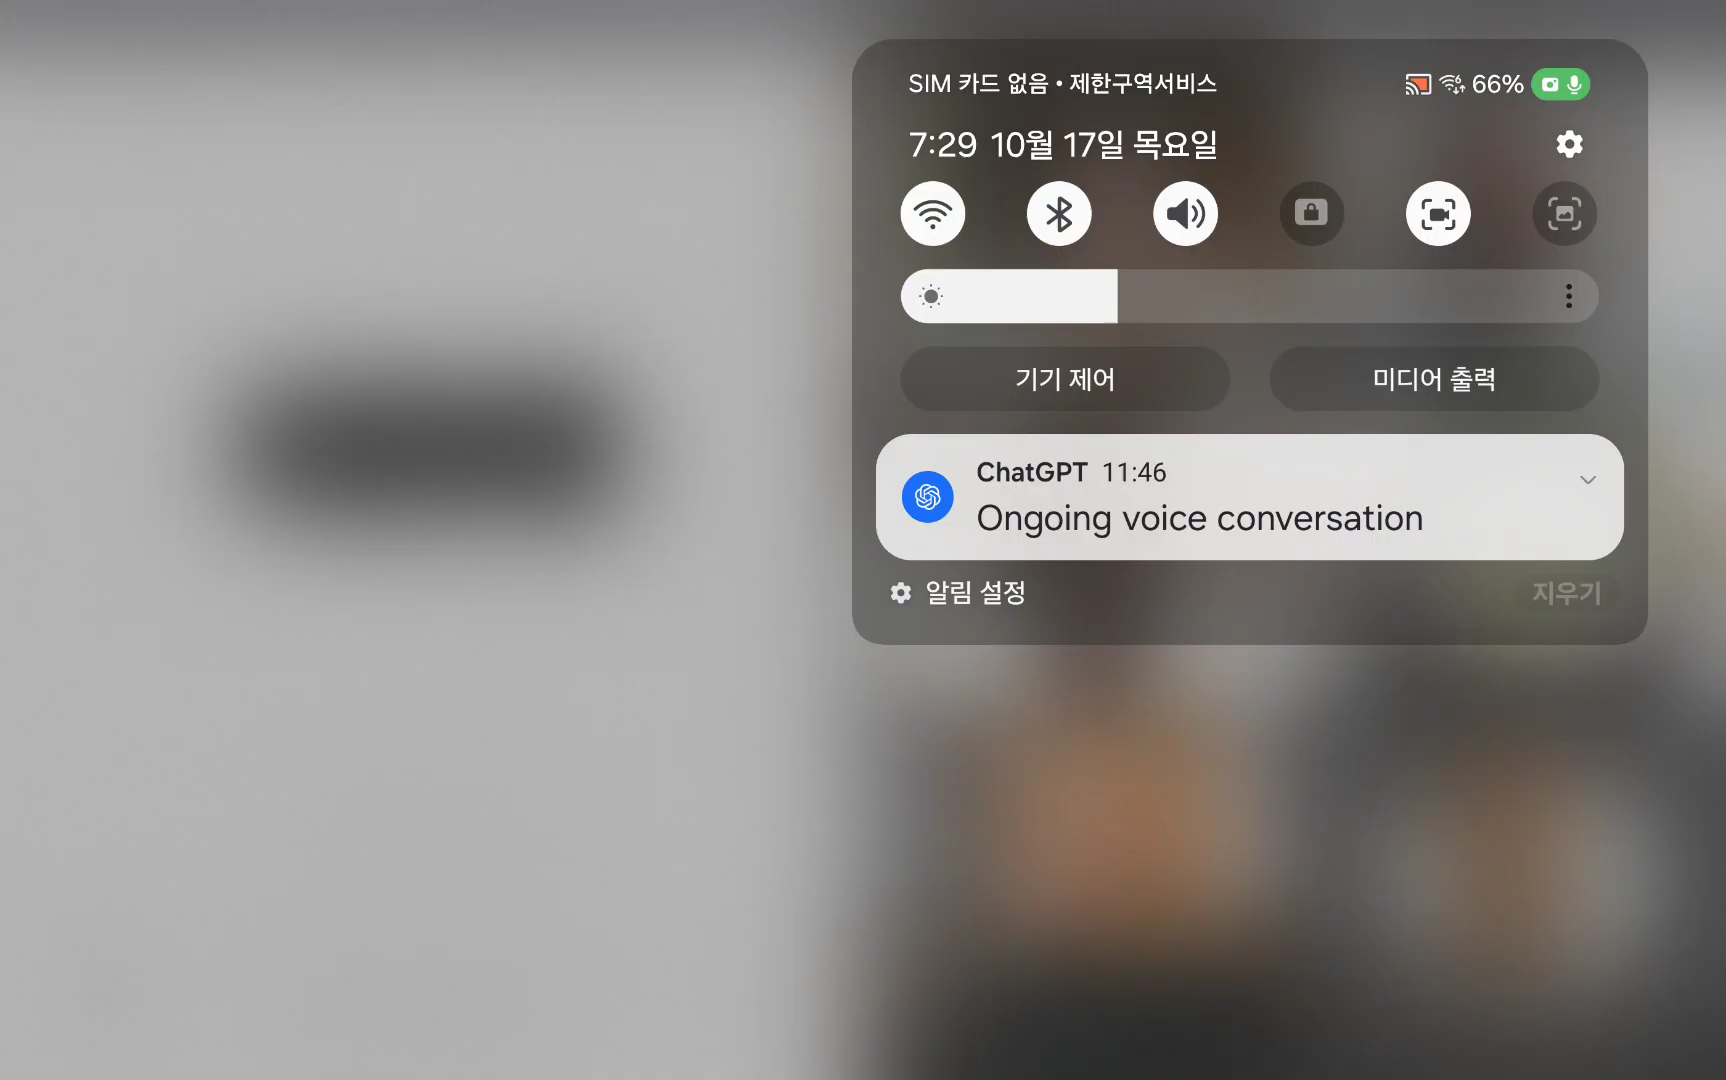 SIM 카드 없음 • 제한구역서비스
66%
7:29 10월 17일 목요일
기기 제어
미디어 출력
ChatGPT 11:46
Ongoing voice conversation
알림 설정
지우기